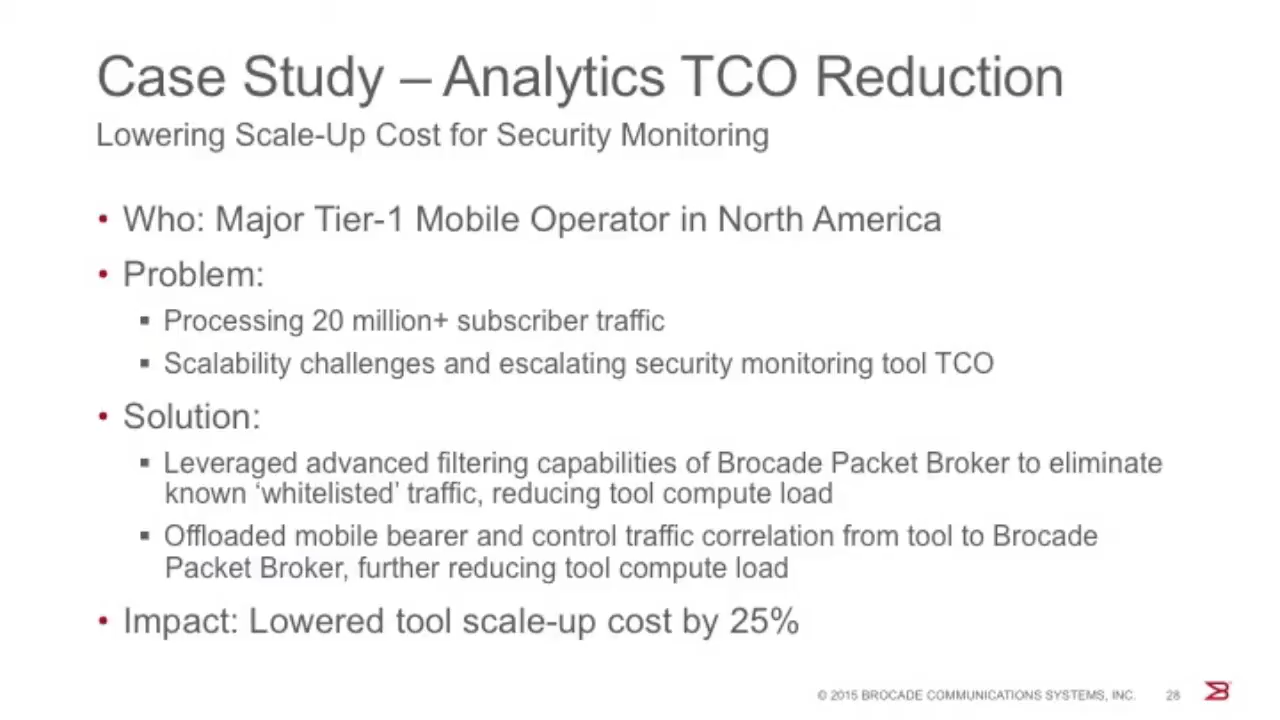 Case Study – Analytics TCO Reduction
Lowering Scale-Up Cost for Security Monitoring
• Who: Major Tier-1 Mobile Operator in North America
• Problem:
▪ Processing 20 million+ subscriber traffic
▪ Scalability challenges and escalating security monitoring tool TCO
• Solution:
▪ Leveraged advanced filtering capabilities of Brocade Packet Broker to eliminate
known ‘whitelisted’ traffic, reducing tool compute load
▪ Offloaded mobile bearer and control traffic correlation from tool to Brocade
Packet Broker, further reducing tool compute load
• Impact: Lowered tool scale-up cost by 25%
© 2015 BROCADE COMMUNICATIONS SYSTEMS, INC. 28